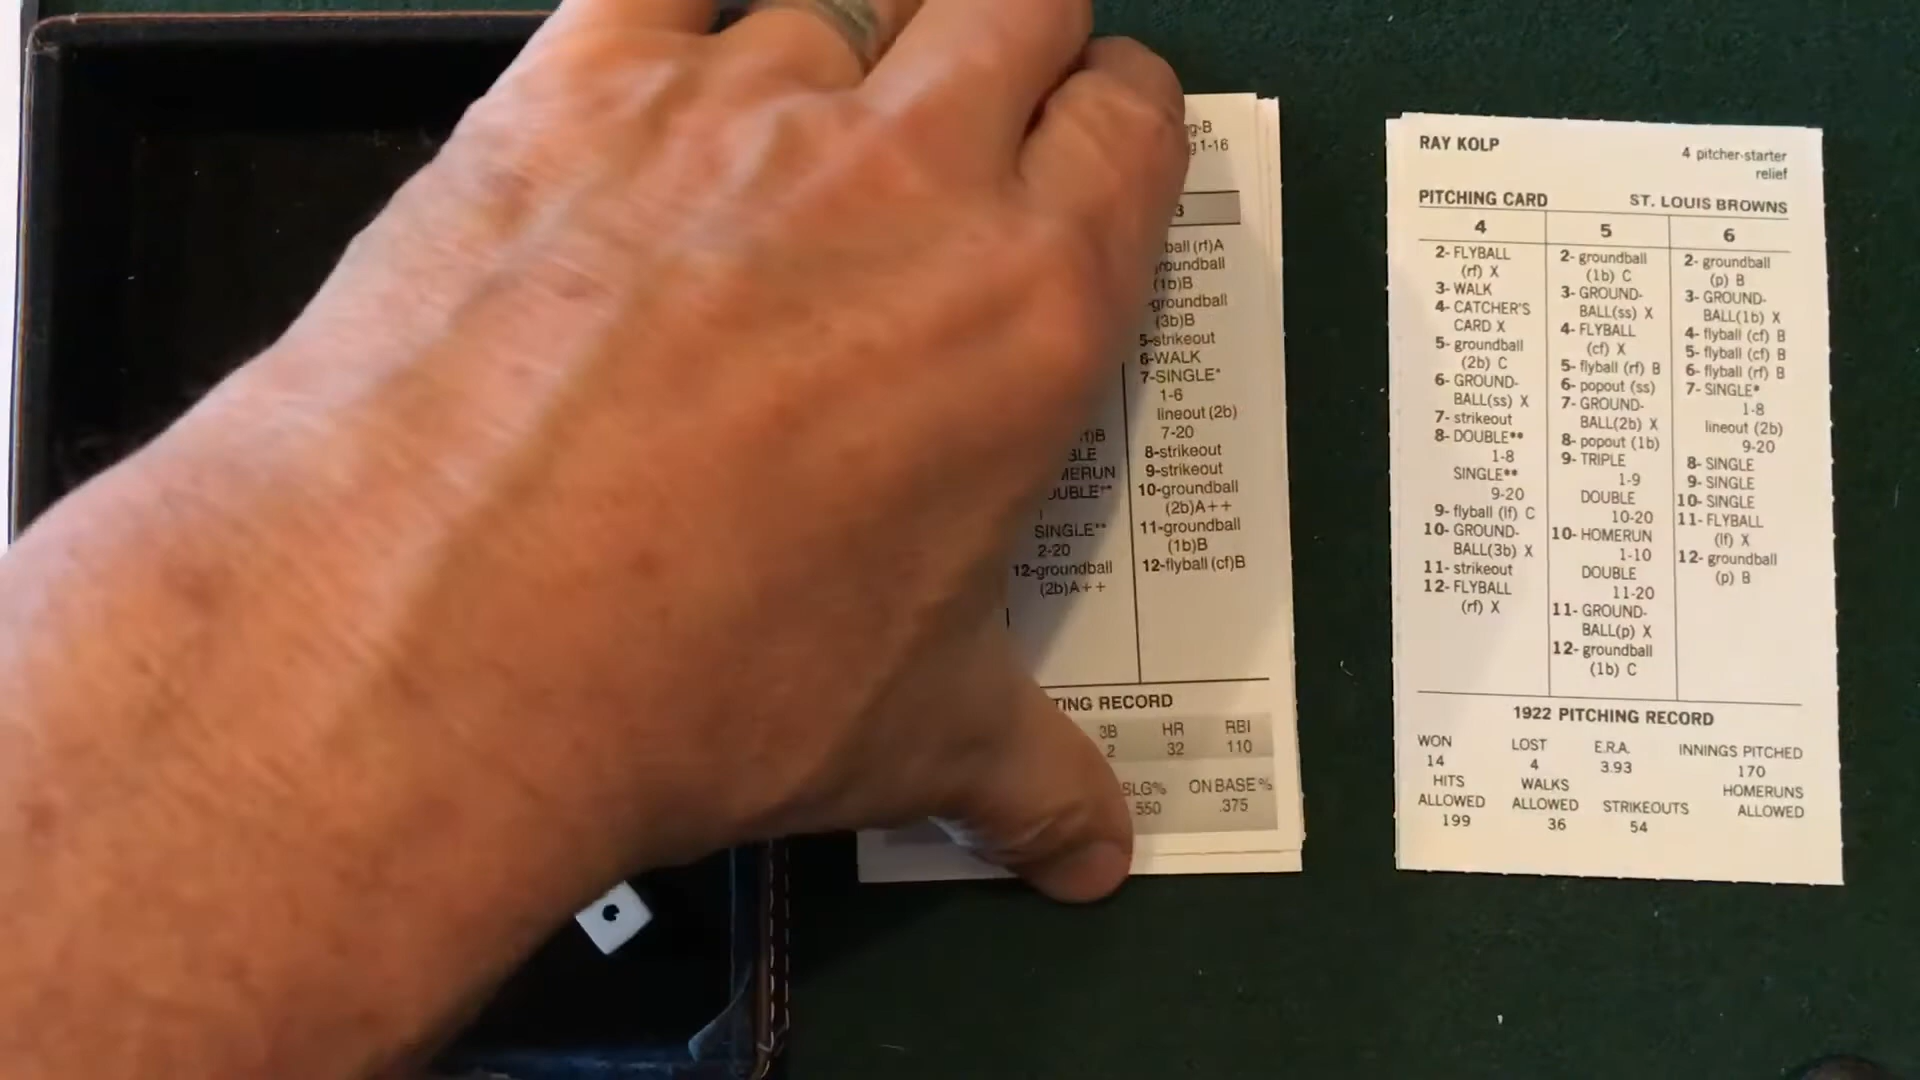 g-B
g 1-16
3
ball (rf)A
groundball
(1b)B
groundball
(3b)B
5-strikeout
6-WALK
7-SINGLE*
1-6
lineout (2b)
7-20
8-strikeout
9-strikeout
10-groundball
(2b)A++
11-groundball
(1b)B
12-flyball (cf)B
SINGLE**
2-20
12-groundball
(2b)A++
TING RECORD
3B HR RBI
2 32 110
SLG% ON BASE%
550 .375
RAY KOLP
4 pitcher-starter
relief
PITCHING CARD ST. LOUIS BROWNS
4
2- FLYBALL
(rf) X
3- WALK
4- CATCHER'S
CARD X
5- groundball
(2b) C
6- GROUND-
BALL(ss) X
7- strikeout
8- DOUBLE**
1-8
SINGLE**
9-20
9- flyball (lf) C
10- GROUND-
BALL(3b) X
11- strikeout
12- FLYBALL
(rf) X
5
2- groundball
(1b) C
3- GROUND-
BALL(ss) X
4- FLYBALL
(cf) X
5- flyball (rf) B
6- popout (ss)
7- GROUND-
BALL(2b) X
8- popout (1b)
9- TRIPLE
1-9
DOUBLE
10-20
10- HOMERUN
1-10
DOUBLE
11-20
11- GROUND-
BALL(p) X
12- groundball
(1b) C
6
2- groundball
(p) B
3- GROUND-
BALL(1b) X
4- flyball (cf) B
5- flyball (cf) B
6- flyball (rf) B
7- SINGLE*
1-8
lineout (2b)
9-20
8- SINGLE
9- SINGLE
10- SINGLE
11- FLYBALL
(lf) X
12- groundball
(p) B
1922 PITCHING RECORD
WON LOST E.R.A. INNINGS PITCHED
14 4 3.93 170
HITS WALKS HOMERUNS
ALLOWED ALLOWED STRIKEOUTS ALLOWED
199 36 54